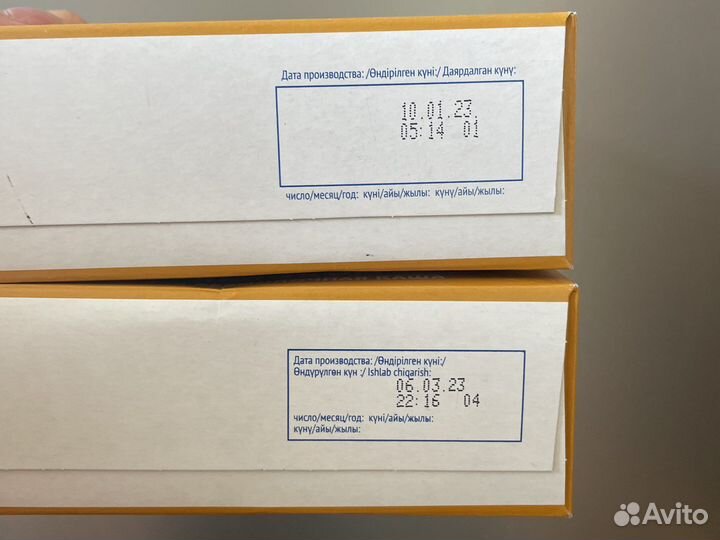 Дата производства: /Өндірілген күні:/ Даярдалган күнү:
10.01.23.
05:14 01
число/месяц/год: күні/айы/жылы: күнү/айы/жылы:
Дата производства: /Өндірілген күні:/
Өндүрүлгөн күн :/ Ishlab chiqarish:
06.03.23
22:16 04
число/месяц/год: күні/айы/жылы:
күнү/айы/жылы:
Avito